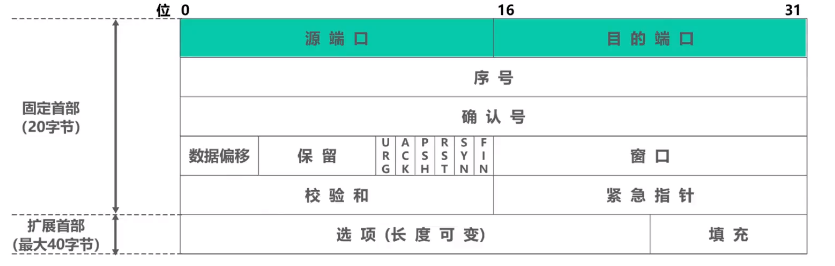 位 0 16 31
源端口 目的端口
序号
确认号
固定首部
(20字节)
数据偏移 保留 URG ACK PSH RST SYN FIN 窗口
校验和 紧急指针
扩展首部
(最大40字节)
选项(长度可变) 填充